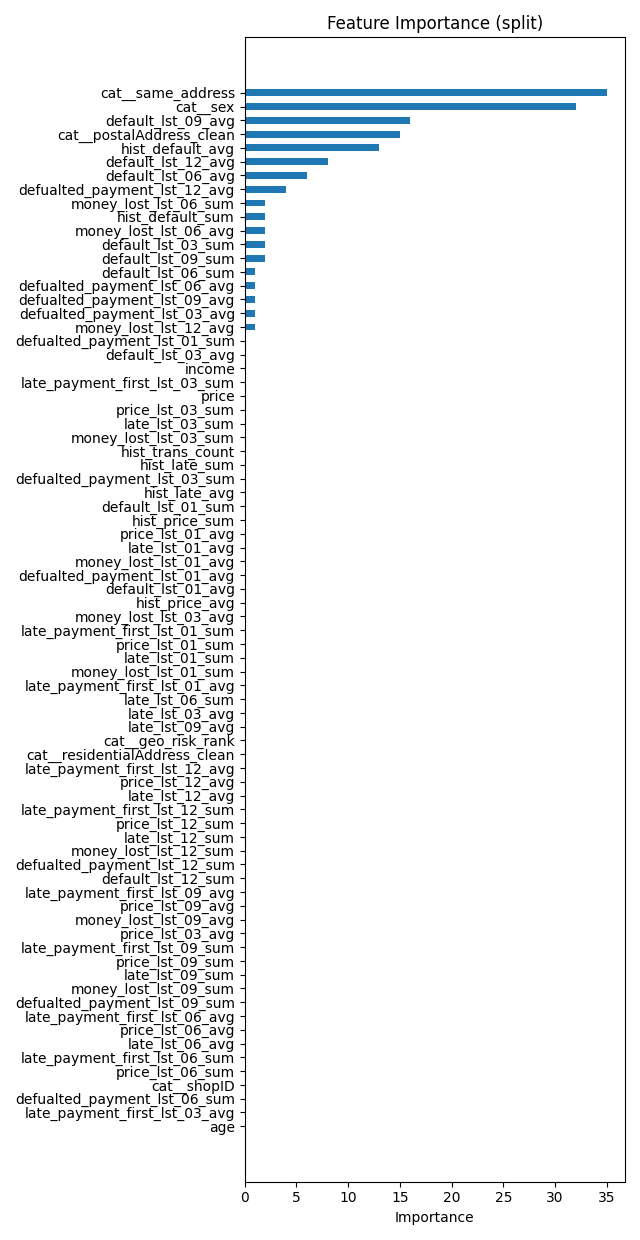 Feature Importance (split)
cat__same_address
cat__sex
default_lst_09_avg
cat__postalAddress_clean
hist_default_avg
default_lst_12_avg
default_lst_06_avg
defualted_payment_lst_12_avg
money_lost_lst_06_sum
hist_default_sum
money_lost_lst_06_avg
default_lst_03_sum
default_lst_09_sum
default_lst_06_sum
defualted_payment_lst_06_avg
defualted_payment_lst_09_avg
defualted_payment_lst_03_avg
money_lost_lst_12_avg
defualted_payment_lst_01_sum
default_lst_03_avg
income
late_payment_first_lst_03_sum
price
price_lst_03_sum
late_lst_03_sum
money_lost_lst_03_sum
hist_trans_count
hist_late_sum
defualted_payment_lst_03_sum
hist_late_avg
default_lst_01_sum
hist_price_sum
price_lst_01_avg
late_lst_01_avg
money_lost_lst_01_avg
defualted_payment_lst_01_avg
default_lst_01_avg
hist_price_avg
money_lost_lst_03_avg
late_payment_first_lst_01_sum
price_lst_01_sum
late_lst_01_sum
money_lost_lst_01_sum
late_payment_first_lst_01_avg
late_lst_06_sum
late_lst_03_avg
late_lst_09_avg
cat__geo_risk_rank
cat__residentialAddress_clean
late_payment_first_lst_12_avg
price_lst_12_avg
late_lst_12_avg
late_payment_first_lst_12_sum
price_lst_12_sum
late_lst_12_sum
money_lost_lst_12_sum
defualted_payment_lst_12_sum
default_lst_12_sum
late_payment_first_lst_09_avg
price_lst_09_avg
money_lost_lst_09_avg
price_lst_03_avg
late_payment_first_lst_09_sum
price_lst_09_sum
late_lst_09_sum
money_lost_lst_09_sum
defualted_payment_lst_09_sum
late_payment_first_lst_06_avg
price_lst_06_avg
late_lst_06_avg
late_payment_first_lst_06_sum
price_lst_06_sum
cat__shopID
defualted_payment_lst_06_sum
late_payment_first_lst_03_avg
age
0 5 10 15 20 25 30 35
Importance